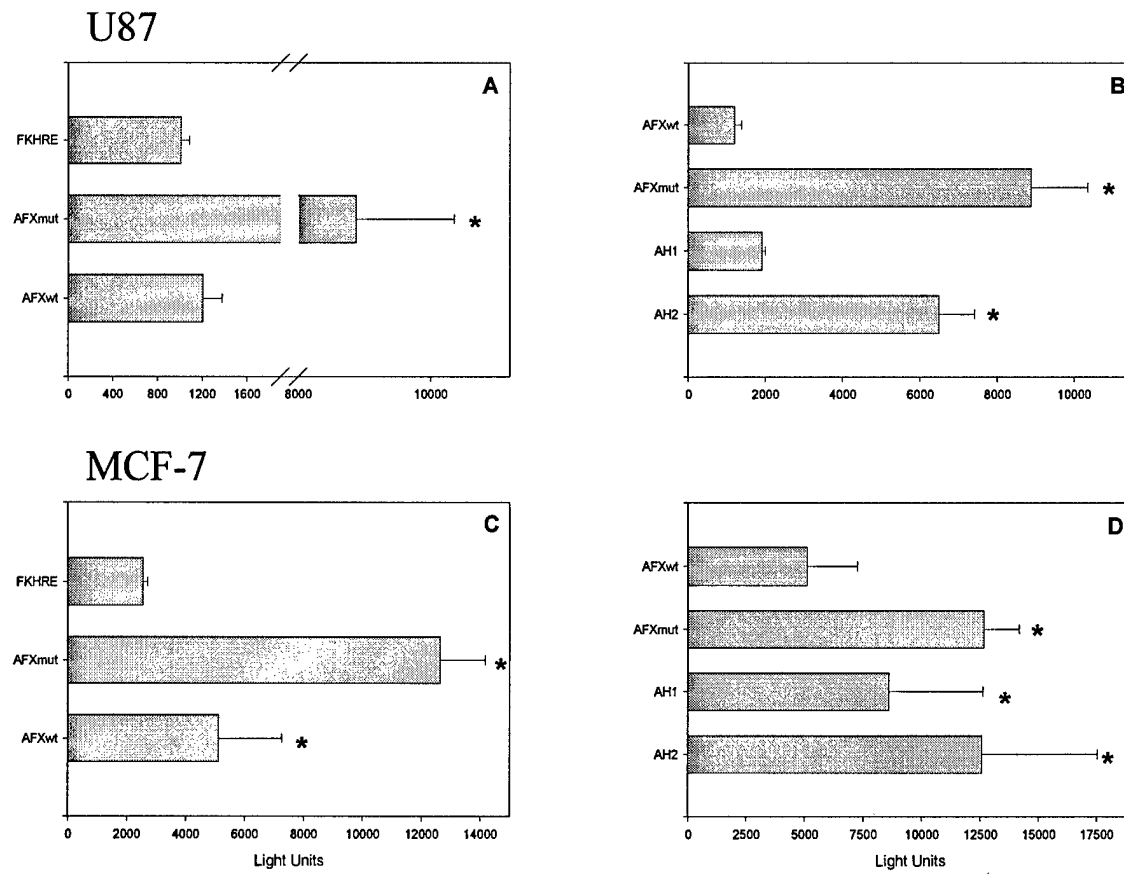 U87
A
FKHRE
AFXmut
*
AFXwt
0 400 800 1200 1600 8000 10000
B
AFXwt
AFXmut
*
AH1
AH2
*
0 2000 4000 6000 8000 10000
MCF-7
C
FKHRE
AFXmut
*
AFXwt
*
0 2000 4000 6000 8000 10000 12000 14000
Light Units
D
AFXwt
AFXmut
*
AH1
*
AH2
*
0 2500 5000 7500 10000 12500 15000 17500
Light Units